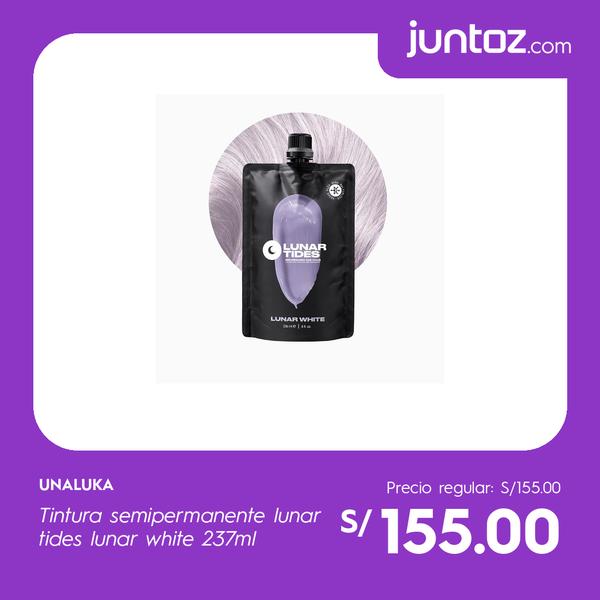 juntoz.com
LUNAR
TIDES
LUNAR WHITE
UNALUKA
Tintura semipermanente lunar
tides lunar white 237ml
Precio regular: S/155.00
S/155.00